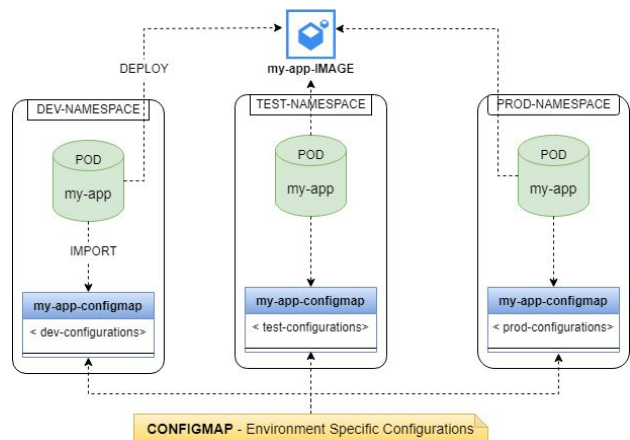 my-app-IMAGE
DEPLOY
DEV-NAMESPACE
TEST-NAMESPACE
PROD-NAMESPACE
POD
my-app
POD
my-app
POD
my-app
IMPORT
my-app-configmap
< dev-configurations>
my-app-configmap
< test-configurations>
my-app-configmap
< prod-configurations>
CONFIGMAP - Environment Specific Configurations